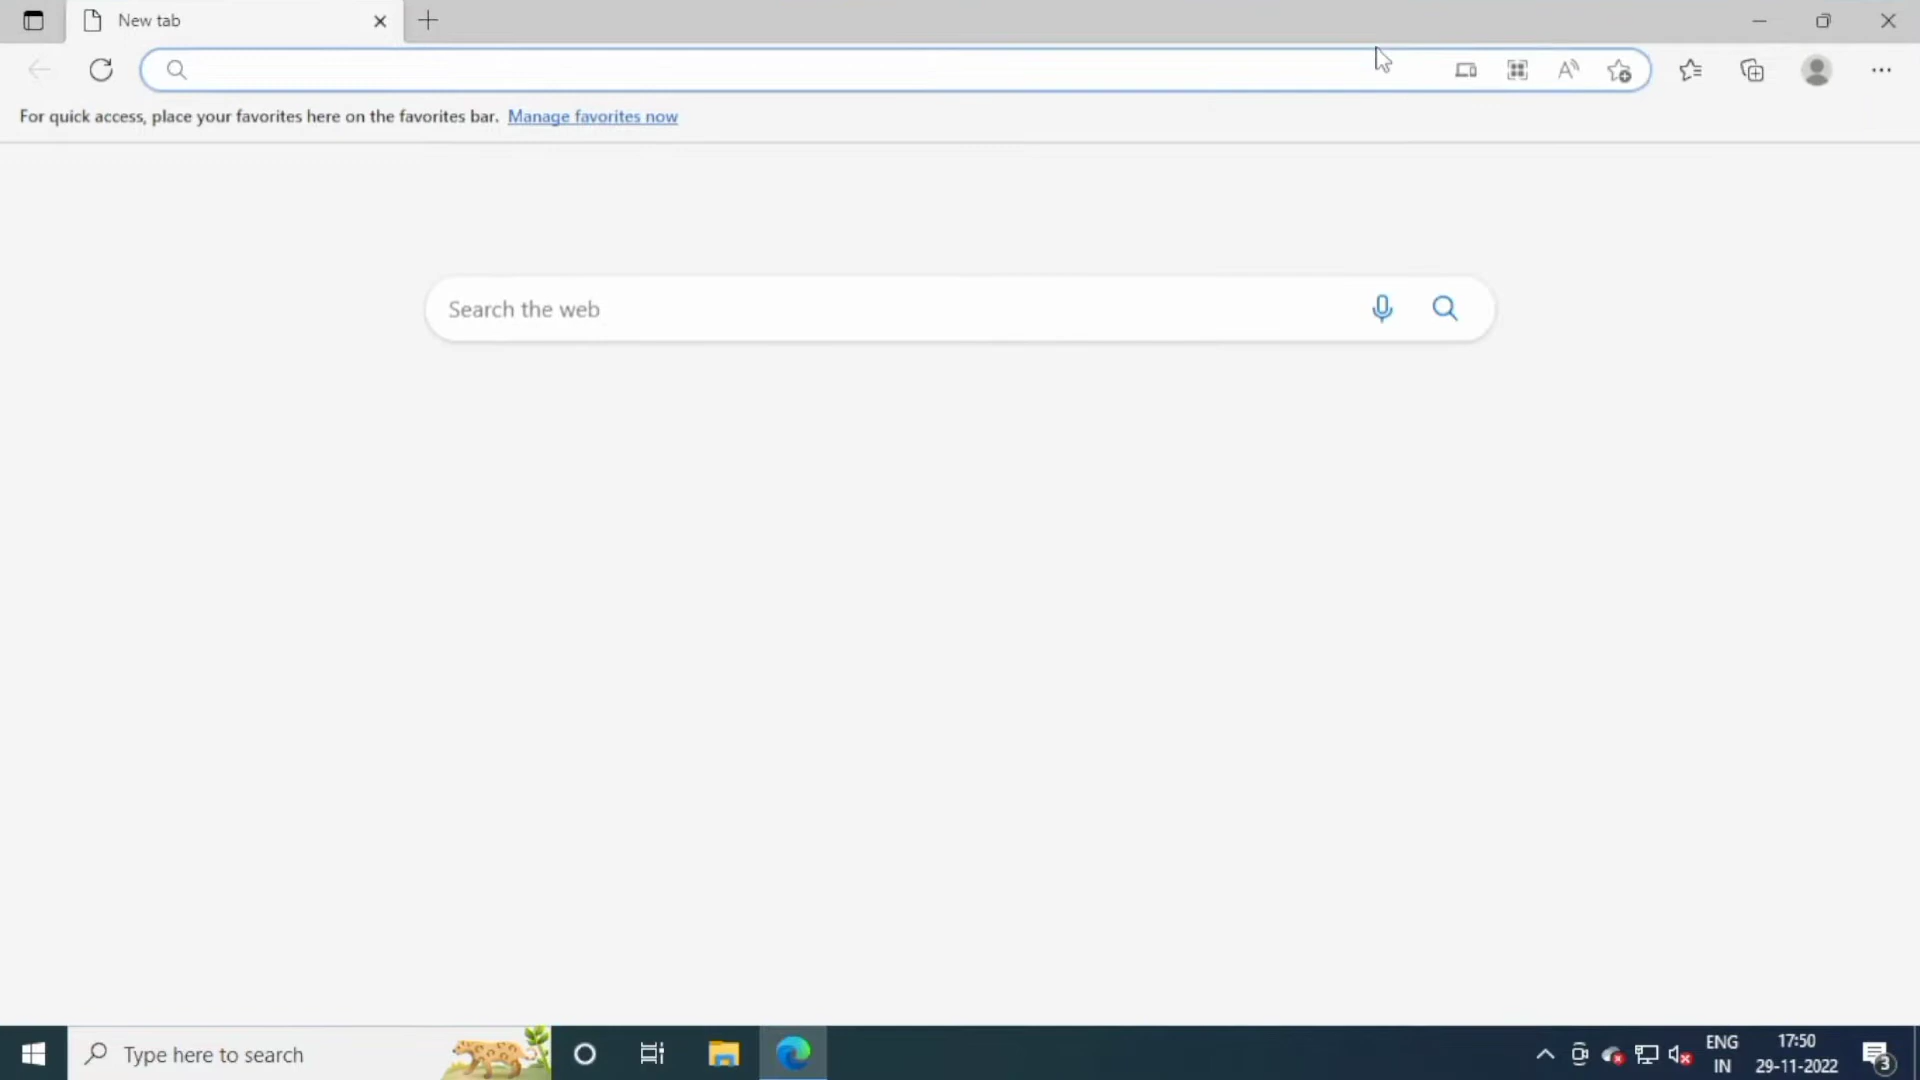 New tab
For quick access, place your favorites here on the favorites bar. Manage favorites now
Search the web
Type here to search
ENG
IN
17:50
29-11-2022
3